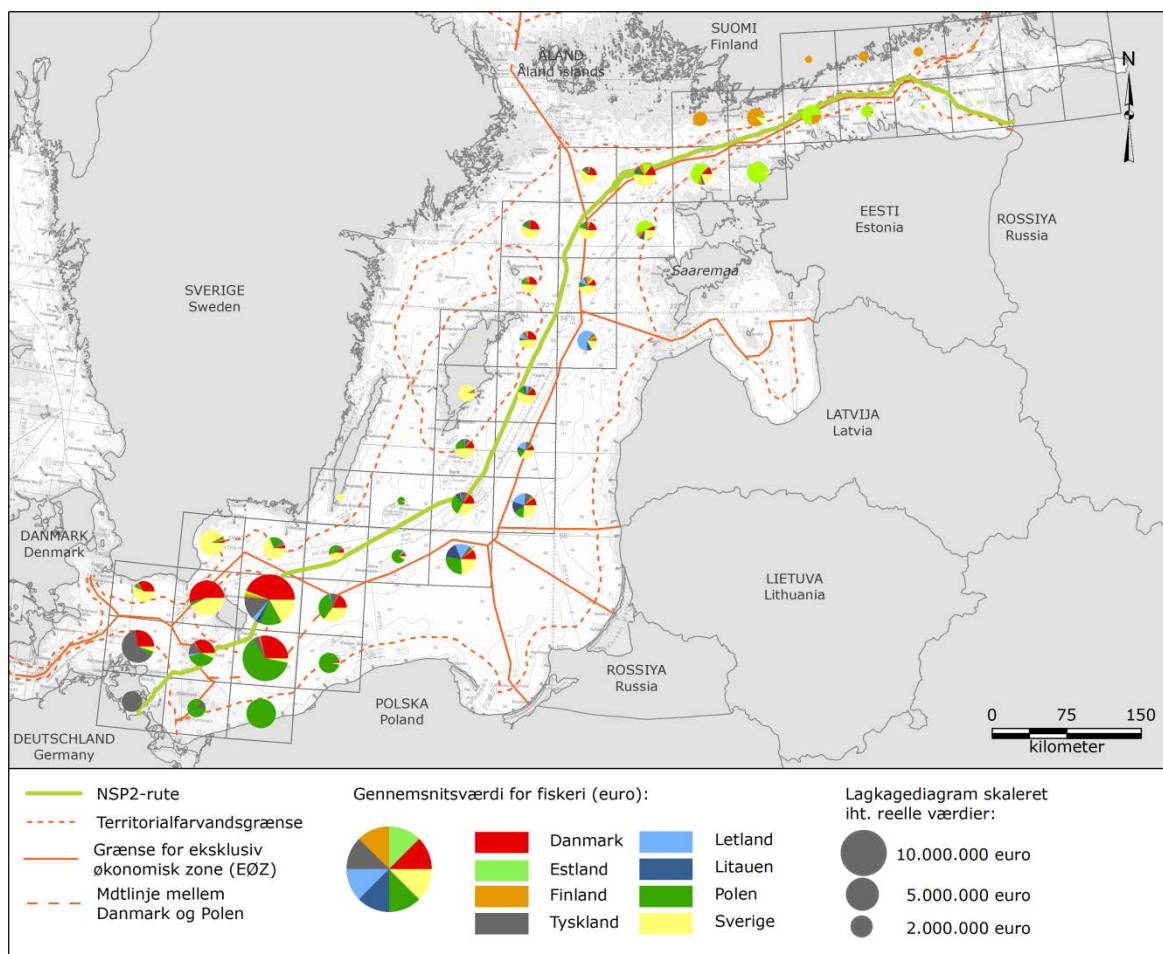 SUOMI
Finland
ÅLAND
Åland islands
N
EESTI
Estonia
ROSSIYA
Russia
Saaremaa
SVERIGE
Sweden
LATVIJA
Latvia
DANMARK
Denmark
LIETUVA
Lithuania
ROSSIYA
Russia
POLSKA
Poland
DEUTSCHLAND
Germany
0 75 150
kilometer
NSP2-rute
Territorialfarvandsgrænse
Grænse for eksklusiv
økonomisk zone (EØZ)
Mdtlinje mellem
Danmark og Polen
Gennemsnitsværdi for fiskeri (euro):
Danmark
Estland
Finland
Tyskland
Letland
Litauen
Polen
Sverige
Lagkagediagram skaleret
iht. reelle værdier:
10.000.000 euro
5.000.000 euro
2.000.000 euro